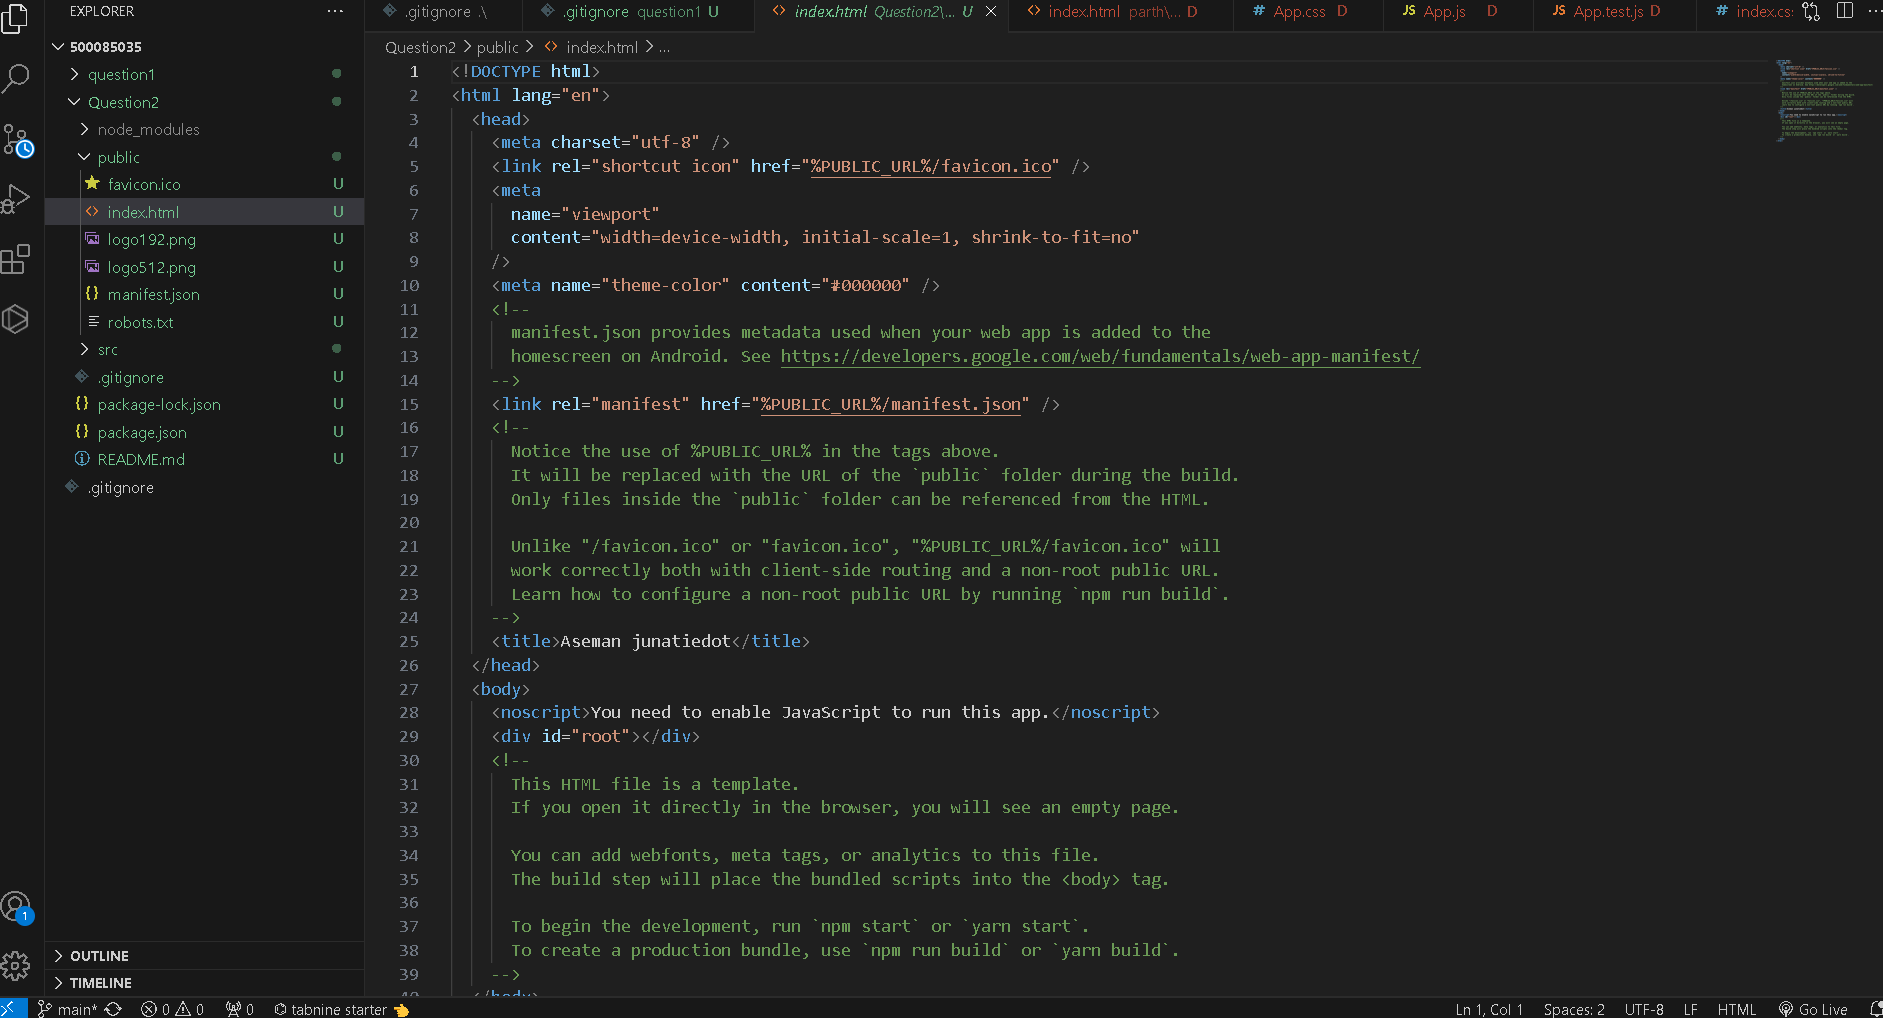 EXPLORER ...
500085035
question1
Question2
node_modules
public
favicon.ico U
index.html U
logo192.png U
logo512.png U
{} manifest.json U
robots.txt U
src
.gitignore U
{} package-lock.json U
{} package.json U
README.md U
.gitignore
OUTLINE
TIMELINE
.gitignore .\
.gitignore question1 U
<> index.html Question2\... U
<> index.html parth\... D
# App.css D
JS App.js D
JS App.test.js D
# index.cs
Question2 > public > <> index.html > ...
1 <!DOCTYPE html>
2 <html lang="en">
3 <head>
4 <meta charset="utf-8" />
5 <link rel="shortcut icon" href="%PUBLIC_URL%/favicon.ico" />
6 <meta
7 name="viewport"
8 content="width=device-width, initial-scale=1, shrink-to-fit=no"
9 />
10 <meta name="theme-color" content="#000000" />
11 <!--
12 manifest.json provides metadata used when your web app is added to the
13 homescreen on Android. See https://developers.google.com/web/fundamentals/web-app-manifest/
14 -->
15 <link rel="manifest" href="%PUBLIC_URL%/manifest.json" />
16 <!--
17 Notice the use of %PUBLIC_URL% in the tags above.
18 It will be replaced with the URL of the `public` folder during the build.
19 Only files inside the `public` folder can be referenced from the HTML.
20
21 Unlike "/favicon.ico" or "favicon.ico", "%PUBLIC_URL%/favicon.ico" will
22 work correctly both with client-side routing and a non-root public URL.
23 Learn how to configure a non-root public URL by running `npm run build`.
24 -->
25 <title>Aseman junatiedot</title>
26 </head>
27 <body>
28 <noscript>You need to enable JavaScript to run this app.</noscript>
29 <div id="root"></div>
30 <!--
31 This HTML file is a template.
32 If you open it directly in the browser, you will see an empty page.
33
34 You can add webfonts, meta tags, or analytics to this file.
35 The build step will place the bundled scripts into the <body> tag.
36
37 To begin the development, run `npm start` or `yarn start`.
38 To create a production bundle, use `npm run build` or `yarn build`.
39 -->
40 </body>
1
main* 0 0 0 tabnine starter Ln 1, Col 1 Spaces: 2 UTF-8 LF HTML Go Live